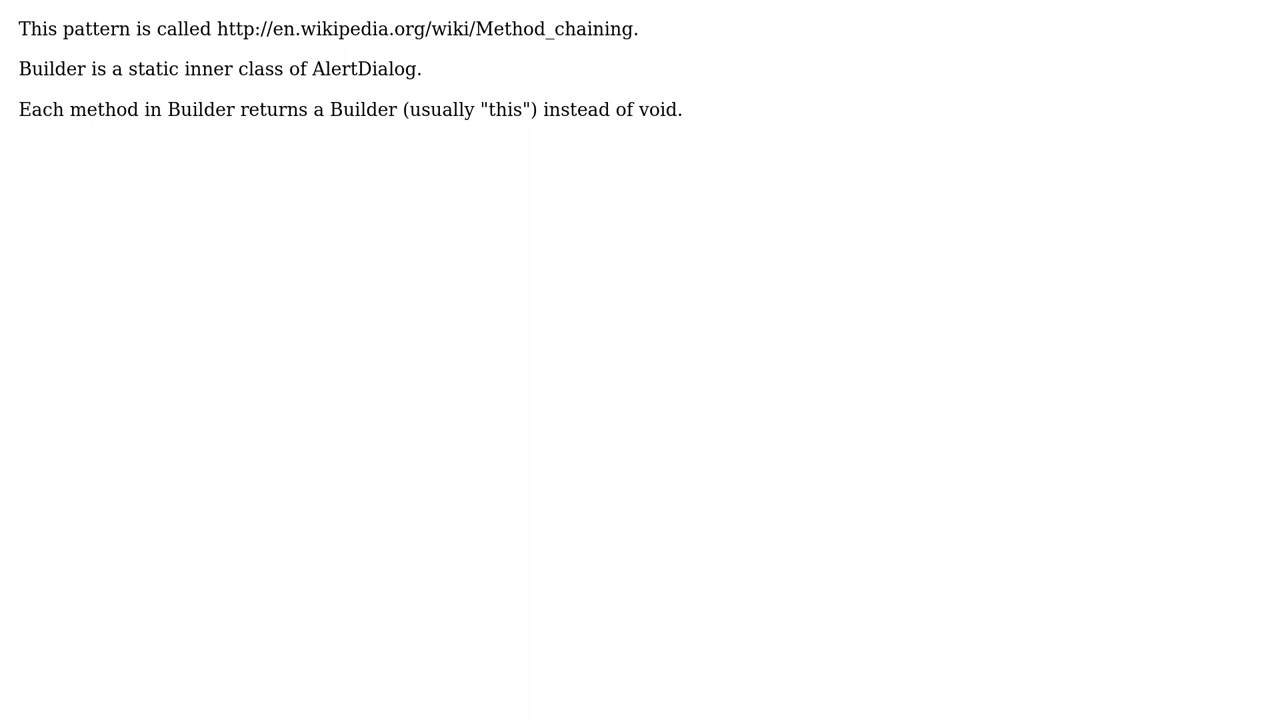 This pattern is called http://en.wikipedia.org/wiki/Method_chaining.
Builder is a static inner class of AlertDialog.
Each method in Builder returns a Builder (usually "this") instead of void.